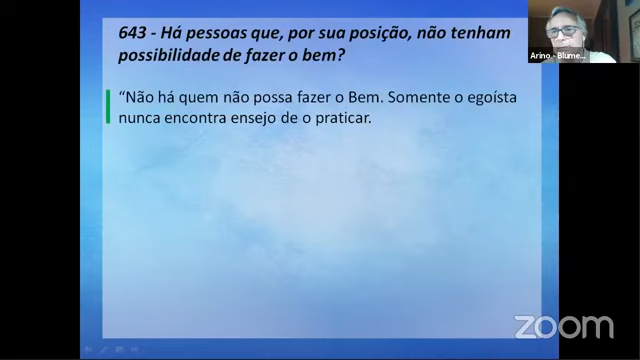 643 - Há pessoas que, por sua posição, não tenham
possibilidade de fazer o bem?
“Não há quem não possa fazer o Bem. Somente o egoísta
nunca encontra ensejo de o praticar.
Arino - Blume...
zoom